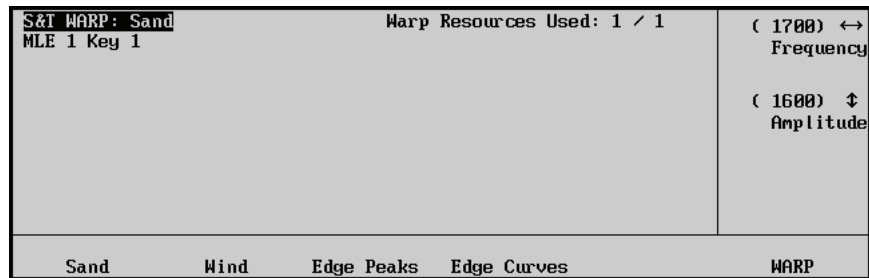 S&T WARP: Sand
Warp Resources Used: 1 / 1
MLE 1 Key 1
( 1700) ↔
Frequency
( 1600) ↕
Amplitude
Sand Wind Edge Peaks Edge Curves WARP